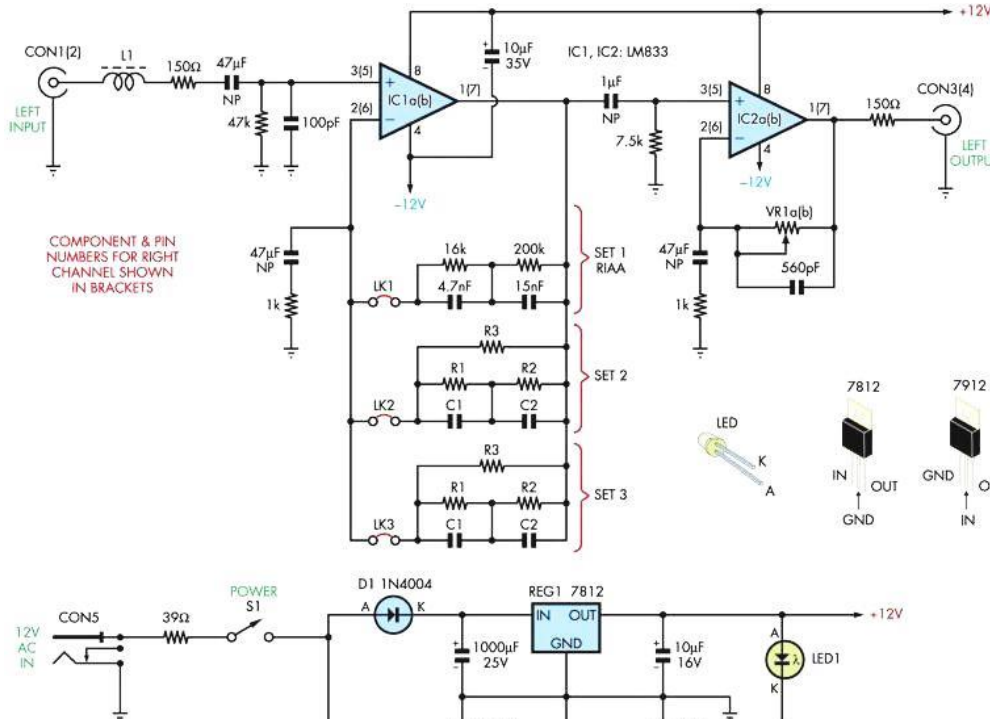 +12V
CON1(2)
L1
150Ω
47µF
NP
47k
100pF
LEFT
INPUT
3(5)
+
2(6)
−
8
IC1a(b)
4
1(7)
−12V
+
−
10µF
35V
IC1, IC2: LM833
1µF
NP
7.5k
3(5)
+
2(6)
−
8
IC2a(b)
4
1(7)
−12V
150Ω
CON3(4)
LEFT
VR1a(b)
560pF
47µF
NP
1k
COMPONENT & PIN
NUMBERS FOR RIGHT
CHANNEL SHOWN
IN BRACKETS
47µF
NP
1k
LK1
16k
200k
4.7nF
15nF
SET 1
RIAA
LK2
R3
R1
R2
C1
C2
SET 2
LK3
R3
R1
R2
C1
C2
SET 3
LED
K
A
7812
IN
OUT
GND
7912
GND
IN
12V
AC
IN
CON5
39Ω
POWER
S1
D1 1N4004
A
K
+
−
1000µF
25V
REG1 7812
IN
OUT
GND
+
−
10µF
16V
+12V
A
λ
K
LED1